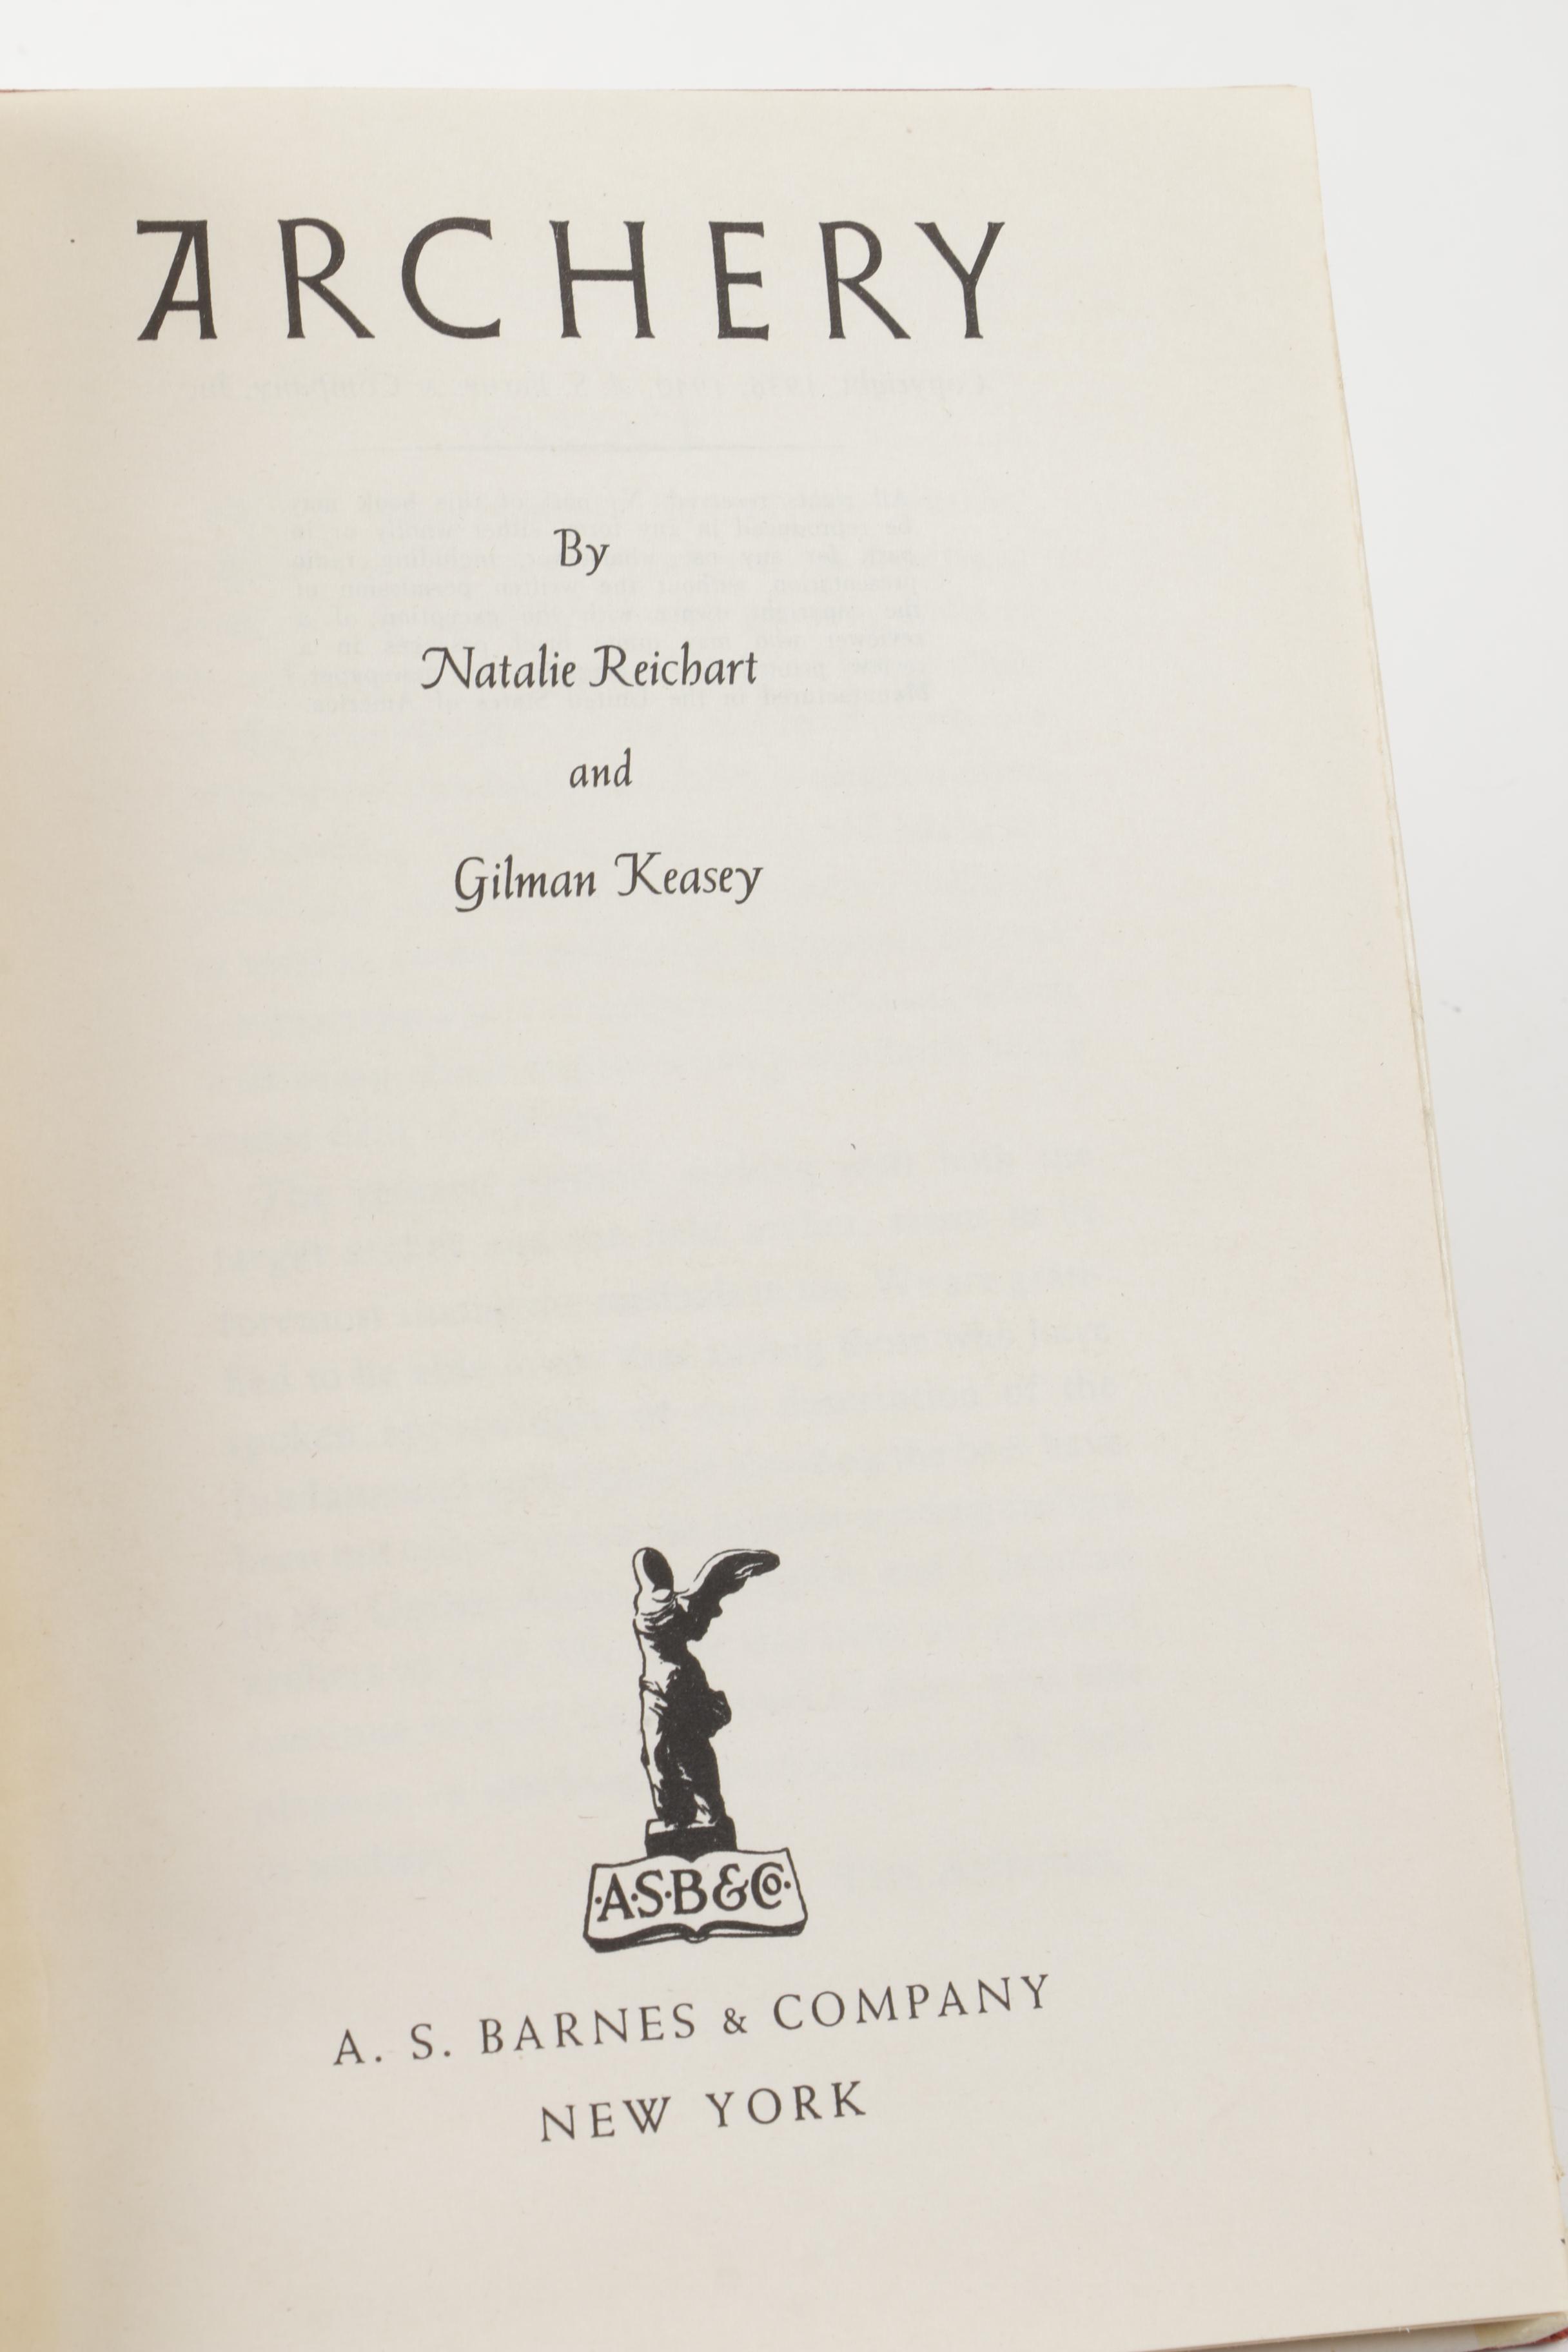 ARCHERY
By
Natalie Reichart
and
Gilman Keasey
·A·S·B&Co·
A. S. BARNES & COMPANY
NEW YORK